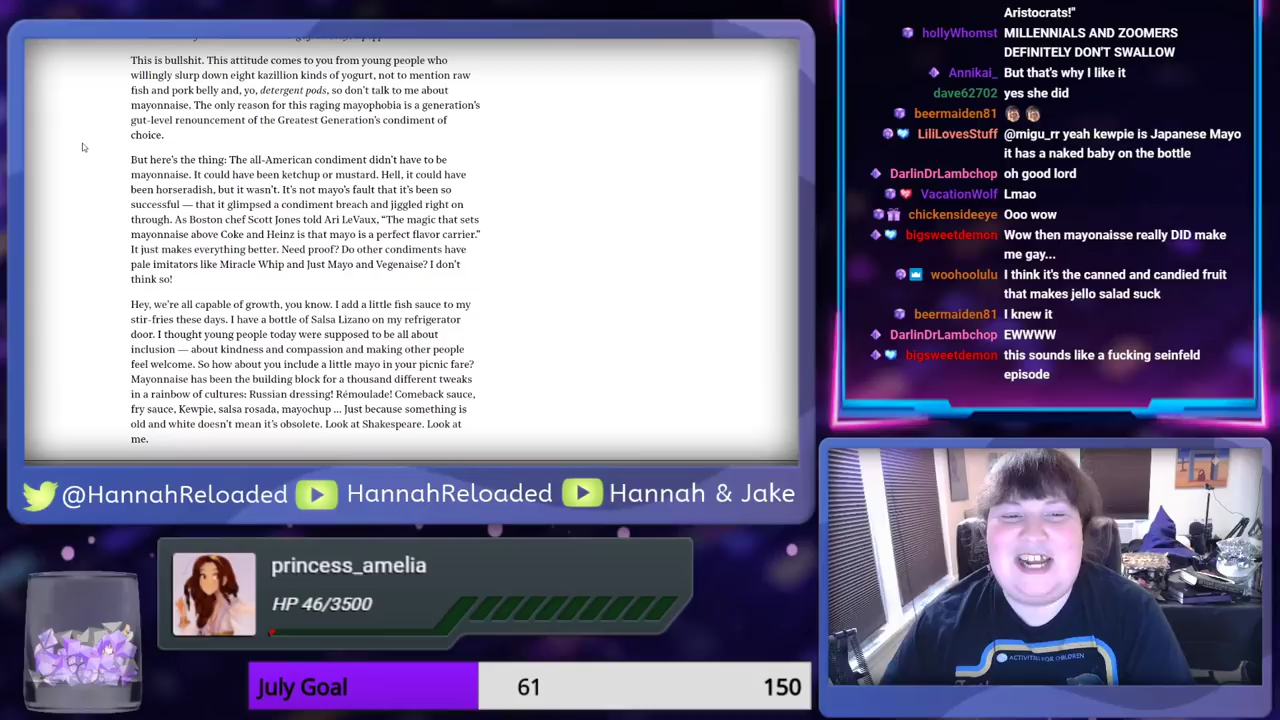 This is bullshit. This attitude comes to you from young people who
willingly slurp down eight kazillion kinds of yogurt, not to mention raw
fish and pork belly and, yo, detergent pods, so don't talk to me about
mayonnaise. The only reason for this raging mayophobia is a generation's
gut-level renouncement of the Greatest Generation's condiment of
choice.
But here's the thing: The all-American condiment didn't have to be
mayonnaise. It could have been ketchup or mustard. Hell, it could have
been horseradish, but it wasn't. It's not mayo's fault that it's been so
successful — that it glimpsed a condiment breach and jiggled right on
through. As Boston chef Scott Jones told Ari LeVaux, “The magic that sets
mayonnaise above Coke and Heinz is that mayo is a perfect flavor carrier.”
It just makes everything better. Need proof? Do other condiments have
pale imitators like Miracle Whip and Just Mayo and Vegenaise? I don't
think so!
Hey, we're all capable of growth, you know. I add a little fish sauce to my
stir-fries these days. I have a bottle of Salsa Lizano on my refrigerator
door. I thought young people today were supposed to be all about
inclusion — about kindness and compassion and making other people
feel welcome. So how about you include a little mayo in your picnic fare?
Mayonnaise has been the building block for a thousand different tweaks
in a rainbow of cultures: Russian dressing! Rémoulade! Comeback sauce,
fry sauce, Kewpie, salsa rosada, mayochup ... Just because something is
old and white doesn't mean it's obsolete. Look at Shakespeare. Look at
me.
Aristocrats!"
hollyWhomst MILLENNIALS AND ZOOMERS
DEFINITELY DON'T SWALLOW
Annikai_ But that's why I like it
dave62702 yes she did
beermaiden81
LiliLovesStuff @migu_rr yeah kewpie is Japanese Mayo
it has a naked baby on the bottle
DarlinDrLambchop oh good lord
VacationWolf Lmao
chickensideeye Ooo wow
bigsweetdemon Wow then mayonaisse really DID make
me gay...
woohoolulu I think it's the canned and candied fruit
that makes jello salad suck
beermaiden81 I knew it
DarlinDrLambchop EWWWW
bigsweetdemon this sounds like a fucking seinfeld
episode
@HannahReloaded HannahReloaded Hannah & Jake
princess_amelia
HP 46/3500
July Goal 61 150
ACTIVITIES FOR CHILDREN